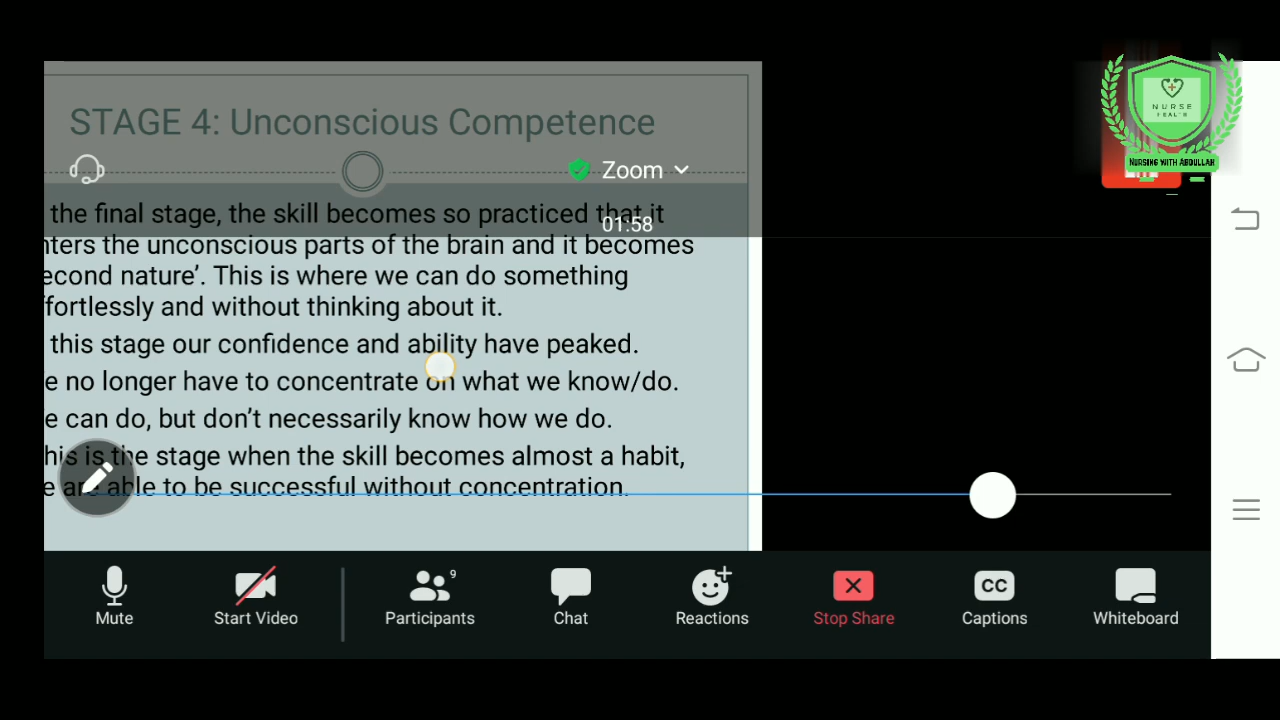 STAGE 4: Unconscious Competence
Zoom
01:58
the final stage, the skill becomes so practiced that it
nters the unconscious parts of the brain and it becomes
econd nature’. This is where we can do something
ffortlessly and without thinking about it.
this stage our confidence and ability have peaked.
e no longer have to concentrate on what we know/do.
e can do, but don’t necessarily know how we do.
his is the stage when the skill becomes almost a habit,
e are able to be successful without concentration.
NURSE
HEALTH
NURSING WITH ABDULLAH
9
Mute
Start Video
Participants
Chat
Reactions
Stop Share
CC
Captions
Whiteboard